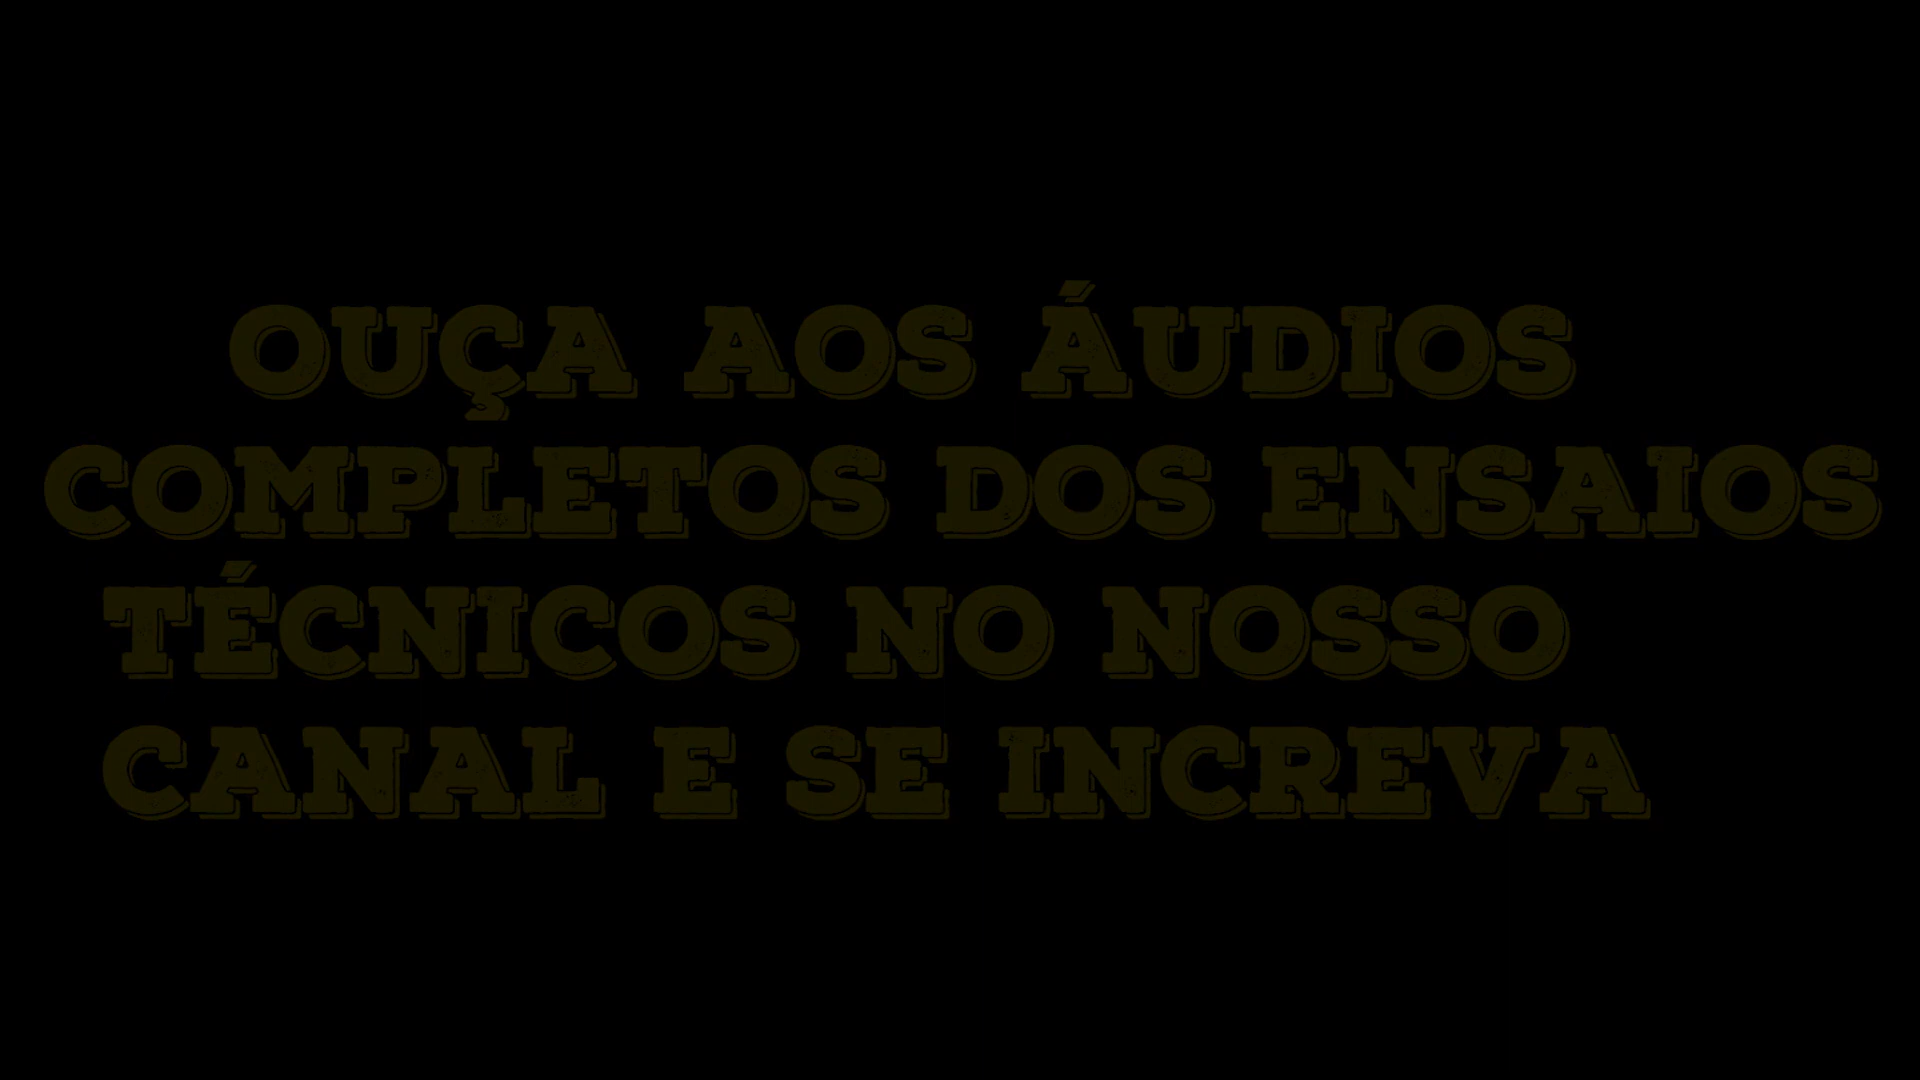 OUÇA AOS ÁUDIOS
COMPLETOS DOS ENSAIOS
TÉCNICOS NO NOSSO
CANAL E SE INCREVA